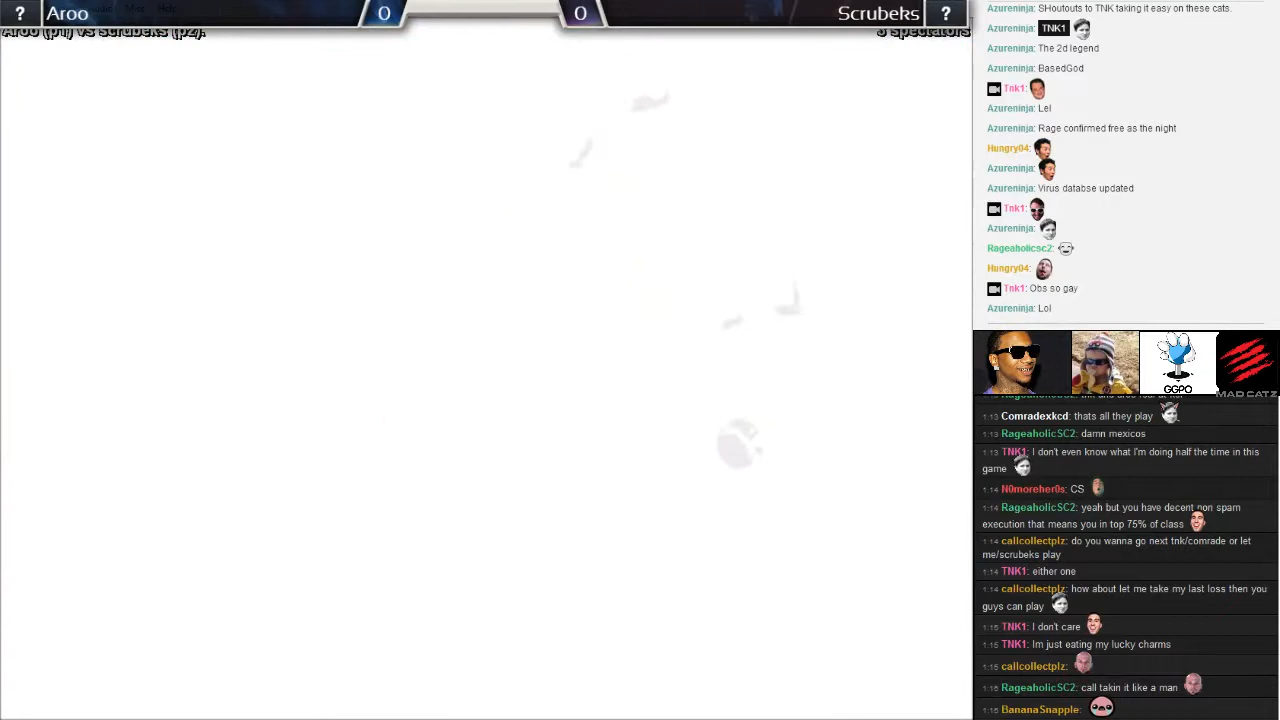 ? Aroo 0 0 Scrubeks ?
Aroo (p1) vs scrubeks (p2).
3 spectators
Azureninja: SHoutouts to TNK taking it easy on these cats.
Azureninja: TNK1
Azureninja: The 2d legend
Azureninja: BasedGod
Tnk1:
Azureninja: Lel
Azureninja: Rage confirmed free as the night
Hungry04:
Azureninja:
Azureninja: Virus databse updated
Tnk1:
Azureninja:
Rageaholicsc2:
Hungry04:
Tnk1: Obs so gay
Azureninja: Lol
GGPO
MAD CATZ
1:13 Comradexkcd: thats all they play
1:13 RageaholicSC2: damn mexicos
1:13 TNK1: I don't even know what I'm doing half the time in this
game
1:14 N0moreher0s: CS
1:14 RageaholicSC2: yeah but you have decent non spam
execution that means you in top 75% of class
1:14 callcollectplz: do you wanna go next tnk/comrade or let
me/scrubeks play
1:14 TNK1: either one
1:14 callcollectplz: how about let me take my last loss then you
guys can play
1:15 TNK1: I don't care
1:15 TNK1: Im just eating my lucky charms
1:15 callcollectplz:
1:15 RageaholicSC2: call takin it like a man
1:15 BananaSnapple: